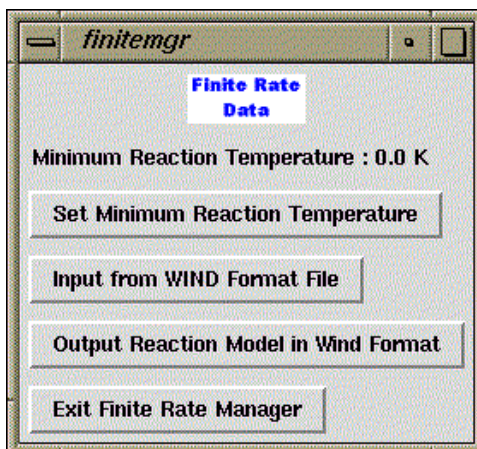 finitemgr
Finite Rate
Data
Minimum Reaction Temperature : 0.0 K
Set Minimum Reaction Temperature
Input from WIND Format File
Output Reaction Model in Wind Format
Exit Finite Rate Manager